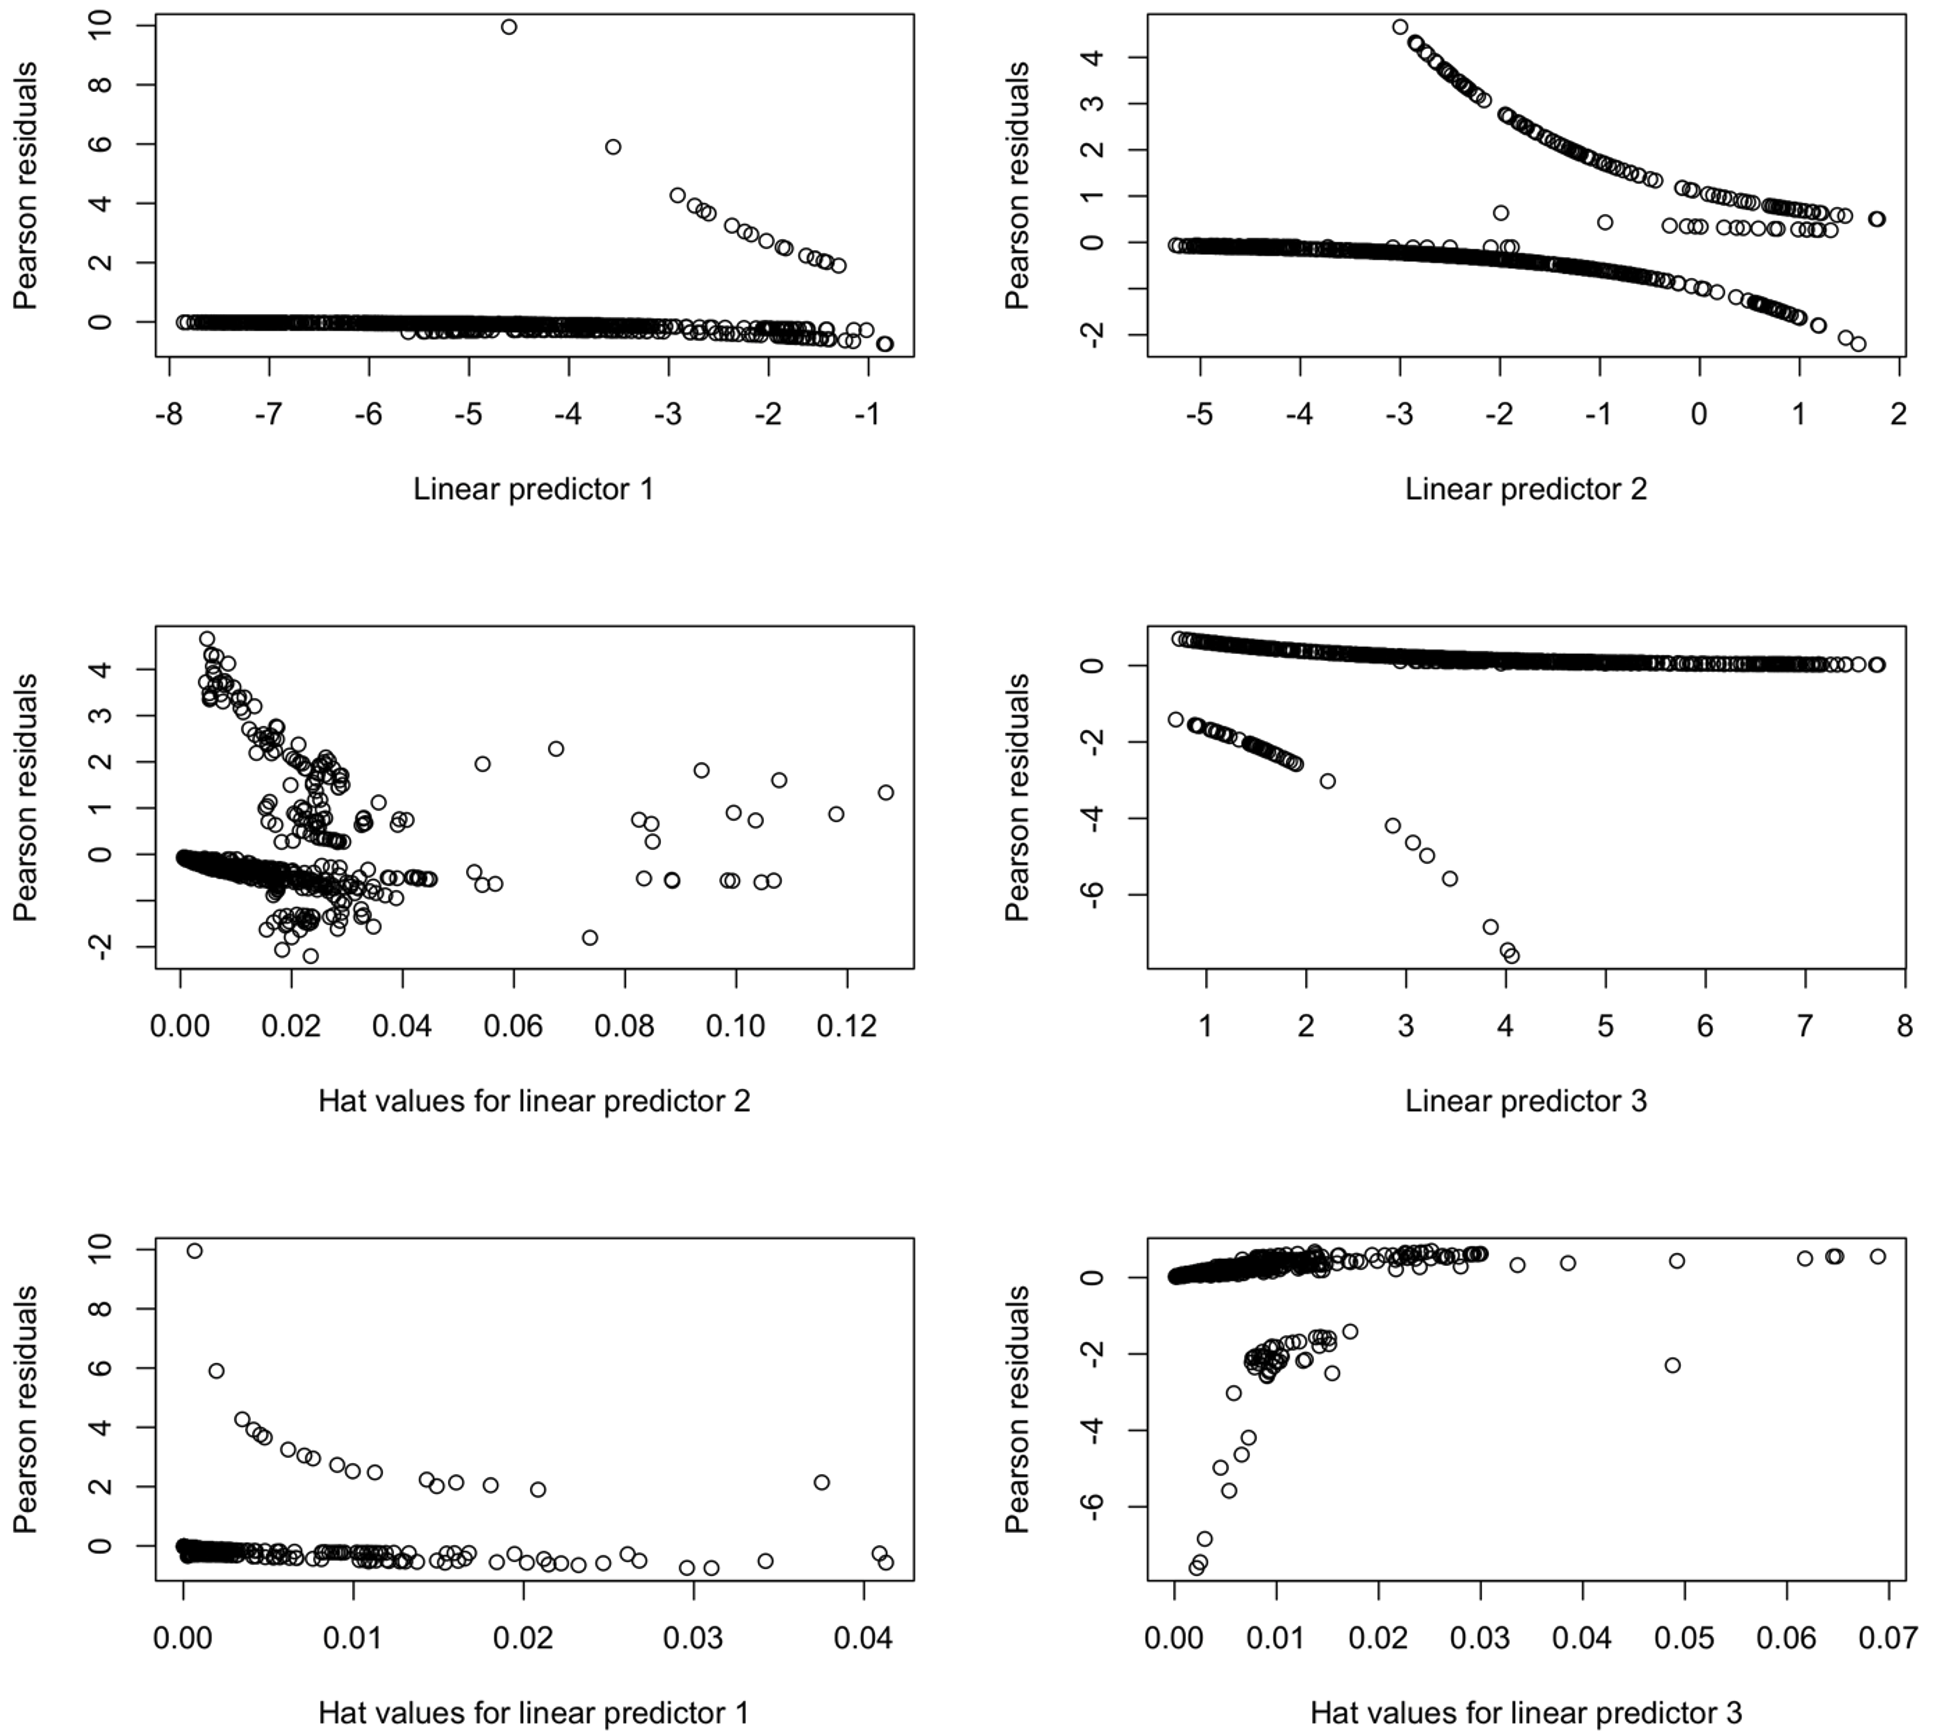 Pearson residuals
10
8
6
4
2
0
-8 -7 -6 -5 -4 -3 -2 -1
Linear predictor 1
Pearson residuals
4
3
2
1
0
-2
-5 -4 -3 -2 -1 0 1 2
Linear predictor 2
Pearson residuals
4
3
2
1
0
-2
0.00 0.02 0.04 0.06 0.08 0.10 0.12
Hat values for linear predictor 2
Pearson residuals
0
-2
-4
-6
1 2 3 4 5 6 7 8
Linear predictor 3
Pearson residuals
10
8
6
4
2
0
0.00 0.01 0.02 0.03 0.04
Hat values for linear predictor 1
Pearson residuals
0
-2
-4
-6
0.00 0.01 0.02 0.03 0.04 0.05 0.06 0.07
Hat values for linear predictor 3